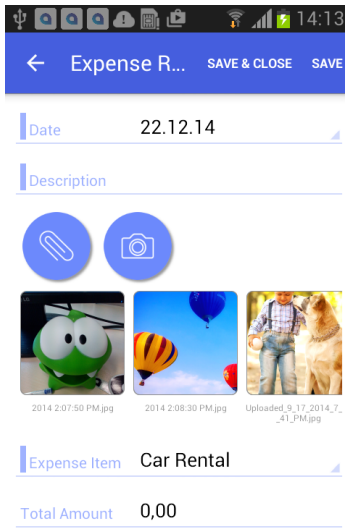 14:13
Expense R... SAVE & CLOSE SAVE
Date 22.12.14
Description
2014 2:07:50 PM.jpg 2014 2:08:30 PM.jpg Uploaded_9_17_2014_7_
_41_PM.jpg
Expense Item Car Rental
Total Amount 0,00